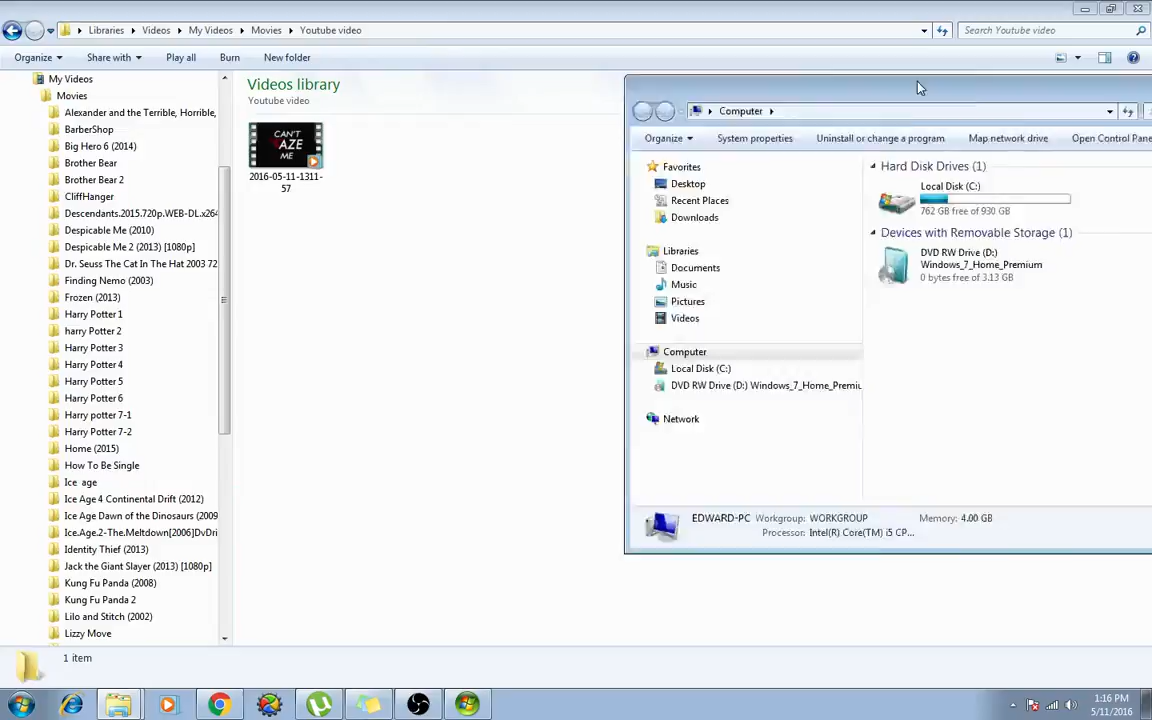 Libraries Videos My Videos Movies Youtube video
Search Youtube video
Organize Share with Play all Burn New folder
My Videos
Movies
Alexander and the Terrible, Horrible,
BarberShop
Big Hero 6 (2014)
Brother Bear
Brother Bear 2
CliffHanger
Descendants.2015.720p.WEB-DL.x264
Despicable Me (2010)
Despicable Me 2 (2013) [1080p]
Dr. Seuss The Cat In The Hat 2003 72
Finding Nemo (2003)
Frozen (2013)
Harry Potter 1
harry Potter 2
Harry Potter 3
Harry Potter 4
Harry Potter 5
Harry Potter 6
Harry potter 7-1
Harry Potter 7-2
Home (2015)
How To Be Single
Ice age
Ice Age 4 Continental Drift (2012)
Ice Age Dawn of the Dinosaurs (2009
Ice.Age.2-The.Meltdown[2006]DvDri
Identity Thief (2013)
Jack the Giant Slayer (2013) [1080p]
Kung Fu Panda (2008)
Kung Fu Panda 2
Lilo and Stitch (2002)
Lizzy Move
Videos library
Youtube video
CAN'T
AZE
ME
2016-05-11-1311-
57
Computer
Organize System properties Uninstall or change a program Map network drive Open Control Pane
Favorites
Desktop
Recent Places
Downloads
Libraries
Documents
Music
Pictures
Videos
Computer
Local Disk (C:)
DVD RW Drive (D:) Windows_7_Home_Premiu
Network
Hard Disk Drives (1)
Local Disk (C:)
762 GB free of 930 GB
Devices with Removable Storage (1)
DVD RW Drive (D:)
Windows_7_Home_Premium
0 bytes free of 3.13 GB
EDWARD-PC Workgroup: WORKGROUP Memory: 4.00 GB
Processor: Intel(R) Core(TM) i5 CP...
1 item
1:16 PM
5/11/2016